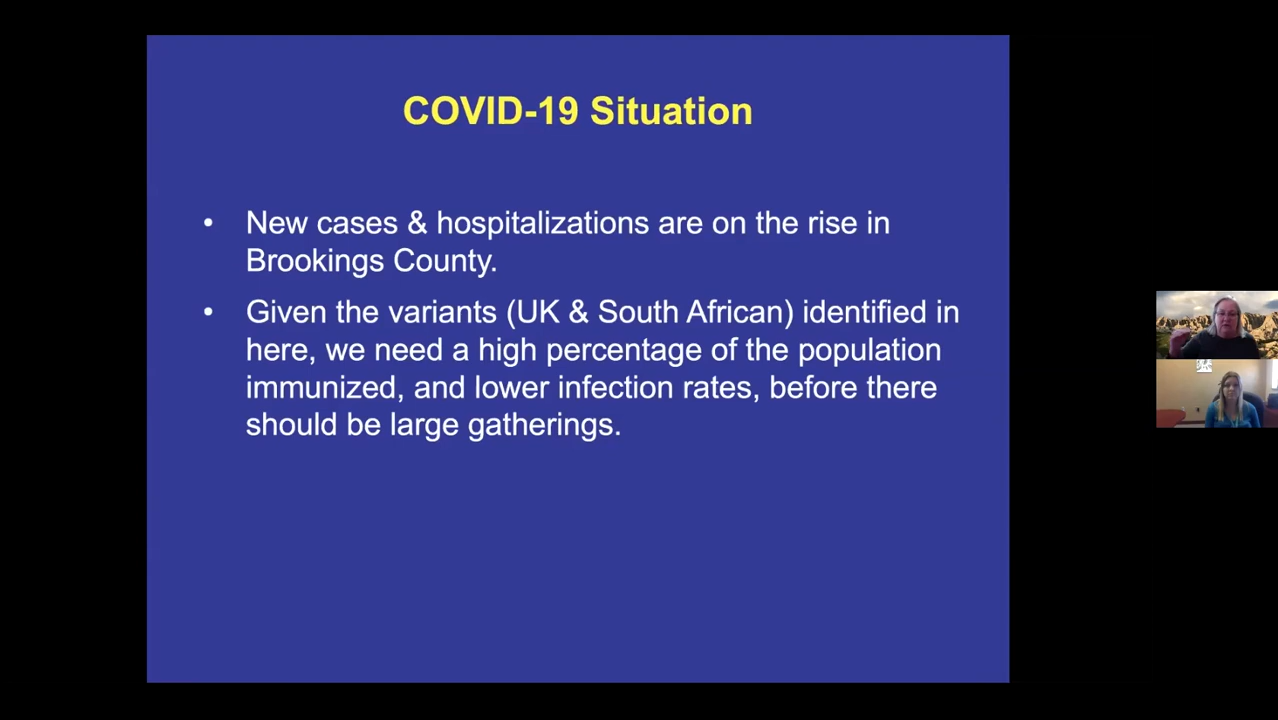 COVID-19 Situation
• New cases & hospitalizations are on the rise in
Brookings County.
• Given the variants (UK & South African) identified in
here, we need a high percentage of the population
immunized, and lower infection rates, before there
should be large gatherings.